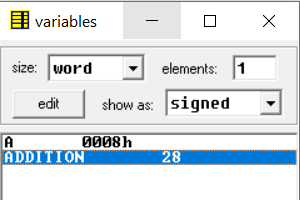 variables
size: word elements: 1
edit show as: signed
A 0008h
ADDITION 28